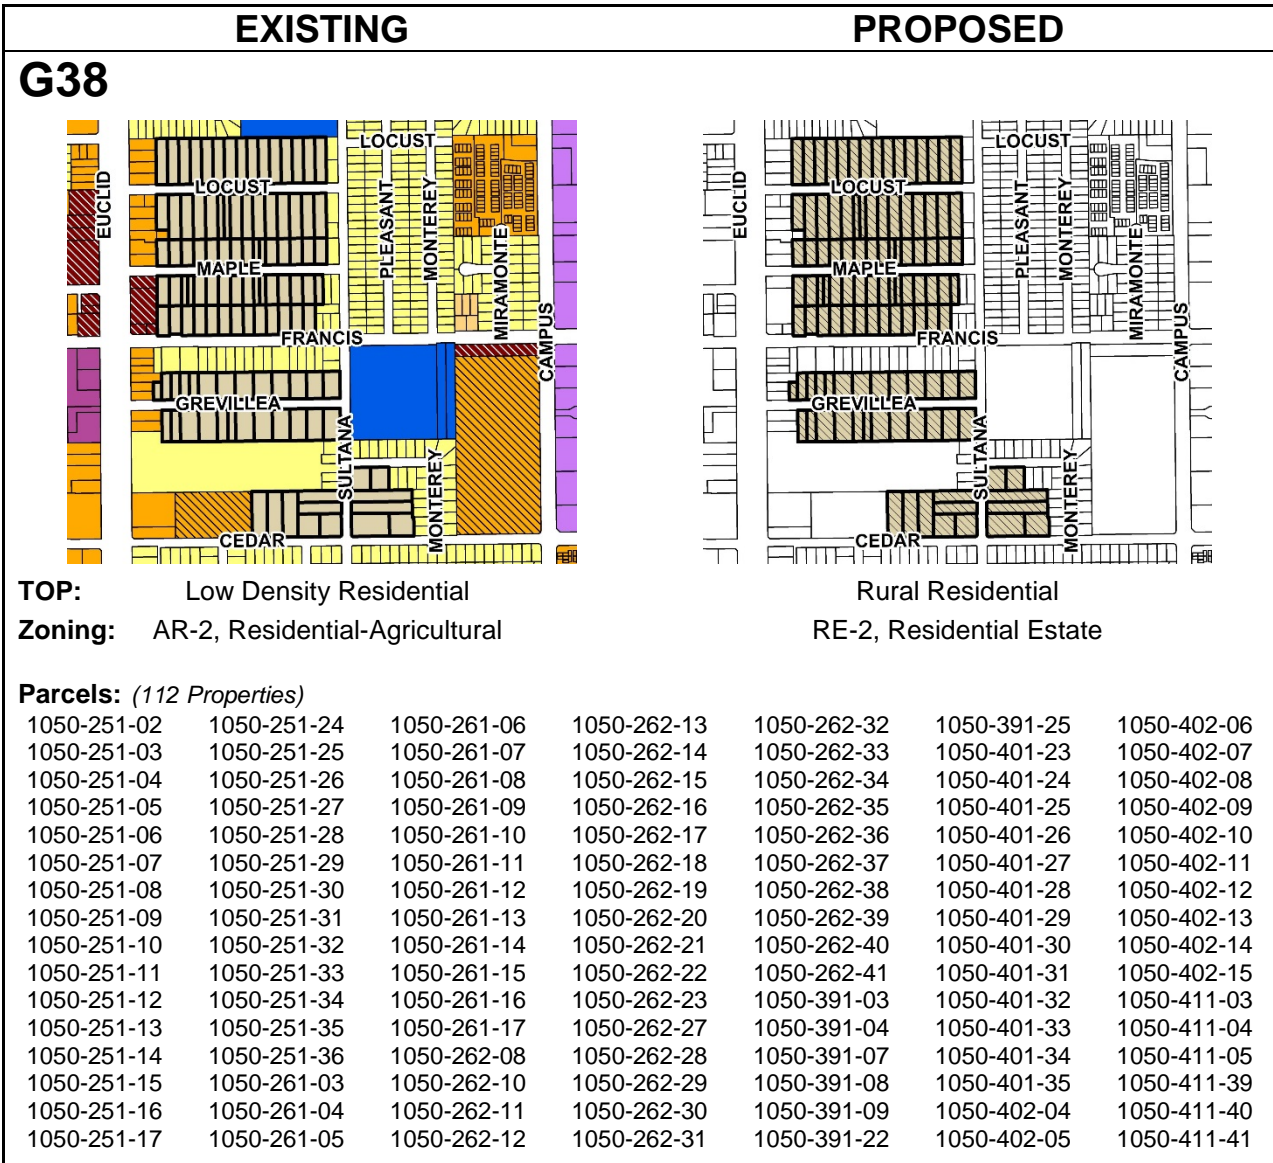 EXISTING PROPOSED
G38
LOCUST
LOCUST
EUCLID
PLEASANT
MONTEREY
MAPLE
MIRAMONTE
FRANCIS
CAMPUS
GREVILLEA
SULTANA
MONTEREY
CEDAR
LOCUST
LOCUST
EUCLID
PLEASANT
MONTEREY
MAPLE
MIRAMONTE
FRANCIS
CAMPUS
GREVILLEA
SULTANA
MONTEREY
CEDAR
TOP: Low Density Residential Rural Residential
Zoning: AR-2, Residential-Agricultural RE-2, Residential Estate
Parcels: (112 Properties)
1050-251-02 1050-251-24 1050-261-06 1050-262-13 1050-262-32 1050-391-25 1050-402-06
1050-251-03 1050-251-25 1050-261-07 1050-262-14 1050-262-33 1050-401-23 1050-402-07
1050-251-04 1050-251-26 1050-261-08 1050-262-15 1050-262-34 1050-401-24 1050-402-08
1050-251-05 1050-251-27 1050-261-09 1050-262-16 1050-262-35 1050-401-25 1050-402-09
1050-251-06 1050-251-28 1050-261-10 1050-262-17 1050-262-36 1050-401-26 1050-402-10
1050-251-07 1050-251-29 1050-261-11 1050-262-18 1050-262-37 1050-401-27 1050-402-11
1050-251-08 1050-251-30 1050-261-12 1050-262-19 1050-262-38 1050-401-28 1050-402-12
1050-251-09 1050-251-31 1050-261-13 1050-262-20 1050-262-39 1050-401-29 1050-402-13
1050-251-10 1050-251-32 1050-261-14 1050-262-21 1050-262-40 1050-401-30 1050-402-14
1050-251-11 1050-251-33 1050-261-15 1050-262-22 1050-262-41 1050-401-31 1050-402-15
1050-251-12 1050-251-34 1050-261-16 1050-262-23 1050-391-03 1050-401-32 1050-411-03
1050-251-13 1050-251-35 1050-261-17 1050-262-27 1050-391-04 1050-401-33 1050-411-04
1050-251-14 1050-251-36 1050-262-08 1050-262-28 1050-391-07 1050-401-34 1050-411-05
1050-251-15 1050-261-03 1050-262-10 1050-262-29 1050-391-08 1050-401-35 1050-411-39
1050-251-16 1050-261-04 1050-262-11 1050-262-30 1050-391-09 1050-402-04 1050-411-40
1050-251-17 1050-261-05 1050-262-12 1050-262-31 1050-391-22 1050-402-05 1050-411-41